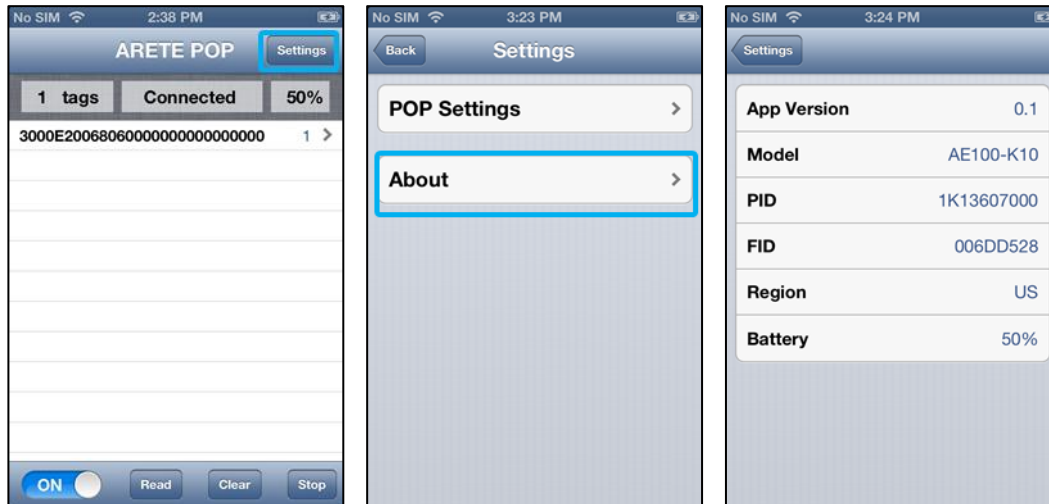 No SIM 2:38 PM
ARETE POP Settings
1 tags Connected 50%
3000E20068060000000000000000 1
ON Read Clear Stop
No SIM 3:23 PM
Back Settings
POP Settings
About
No SIM 3:24 PM
Settings
App Version 0.1
Model AE100-K10
PID 1K13607000
FID 006DD528
Region US
Battery 50%